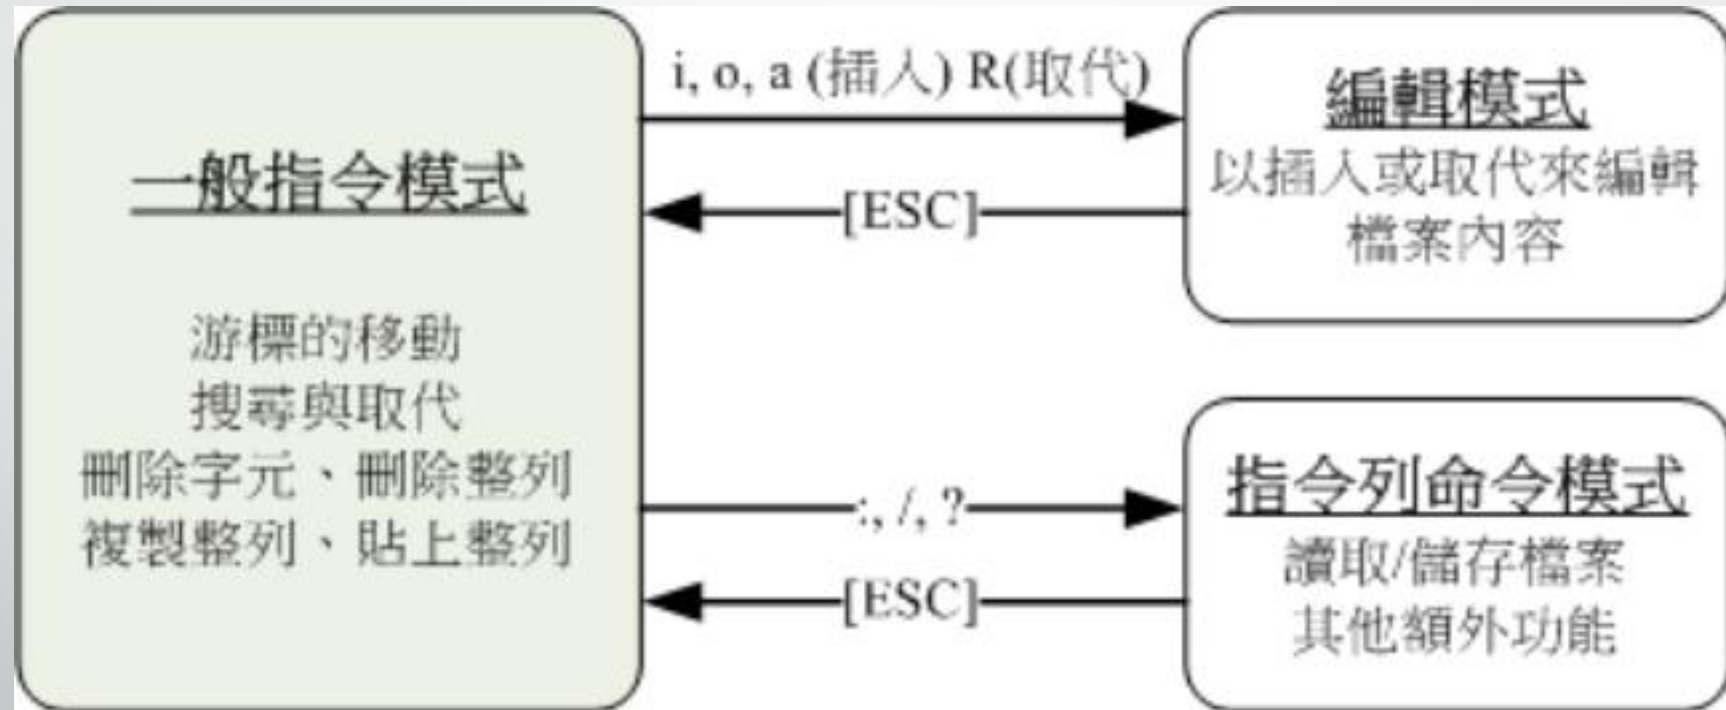 一般指令模式
游標的移動
搜尋與取代
刪除字元、刪除整列
複製整列、貼上整列
i, o, a (插入) R(取代)
[ESC]
編輯模式
以插入或取代來編輯
檔案內容
:, /, ?
[ESC]
指令列命令模式
讀取/儲存檔案
其他額外功能